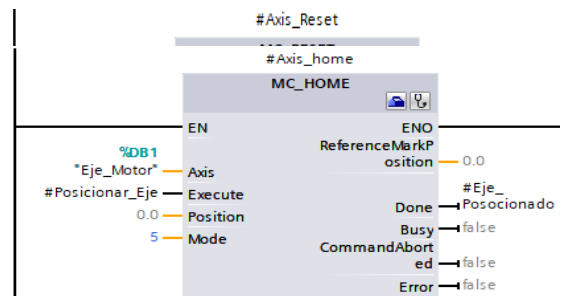 #Axis_Reset
#Axis_home
MC_HOME
EN
ENO
%DB1
"Eje_Motor"
Axis
ReferenceMarkP
osition
0.0
#Posicionar_Eje
Execute
#Eje_
Done
Posocionado
0.0
Position
Busy
false
5
Mode
CommandAbort
ed
false
Error
false